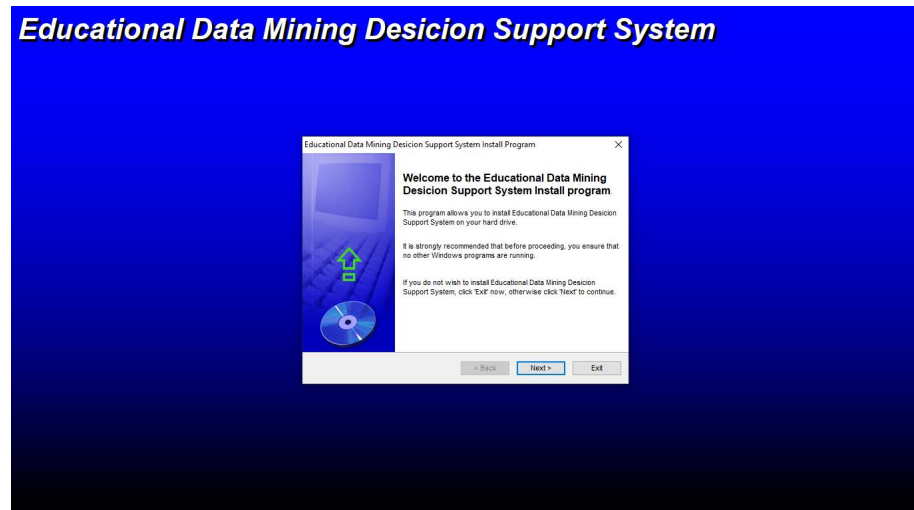 Educational Data Mining Desicion Support System
Educational Data Mining Desicion Support System Install Program
Welcome to the Educational Data Mining
Desicion Support System Install program.
This program allows you to install Educational Data Mining Desicion
Support System on your hard drive.
It is strongly recommended that before proceeding, you ensure that
no other Windows programs are running.
If you do not wish to install Educational Data Mining Desicion
Support System, click 'Exit' now, otherwise click 'Next' to continue.
< Back
Next >
Exit